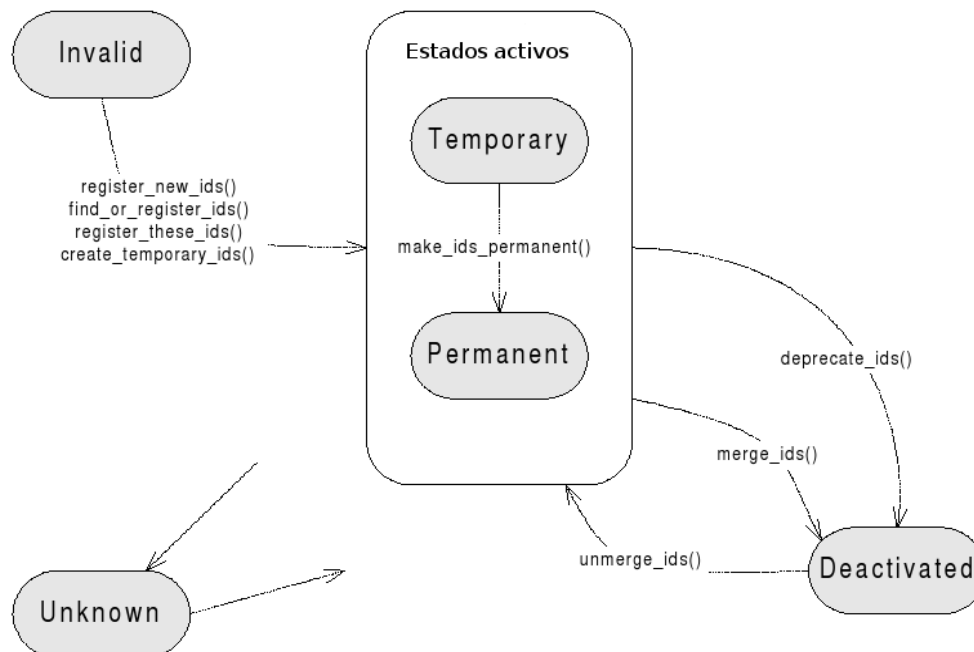 Invalid
Estados activos
Temporary
register_new_ids()
find_or_register_ids()
register_these_ids()
create_temporary_ids()
make_ids_permanent()
Permanent
deprecate_ids()
merge_ids()
unmerge_ids()
Deactivated
Unknown